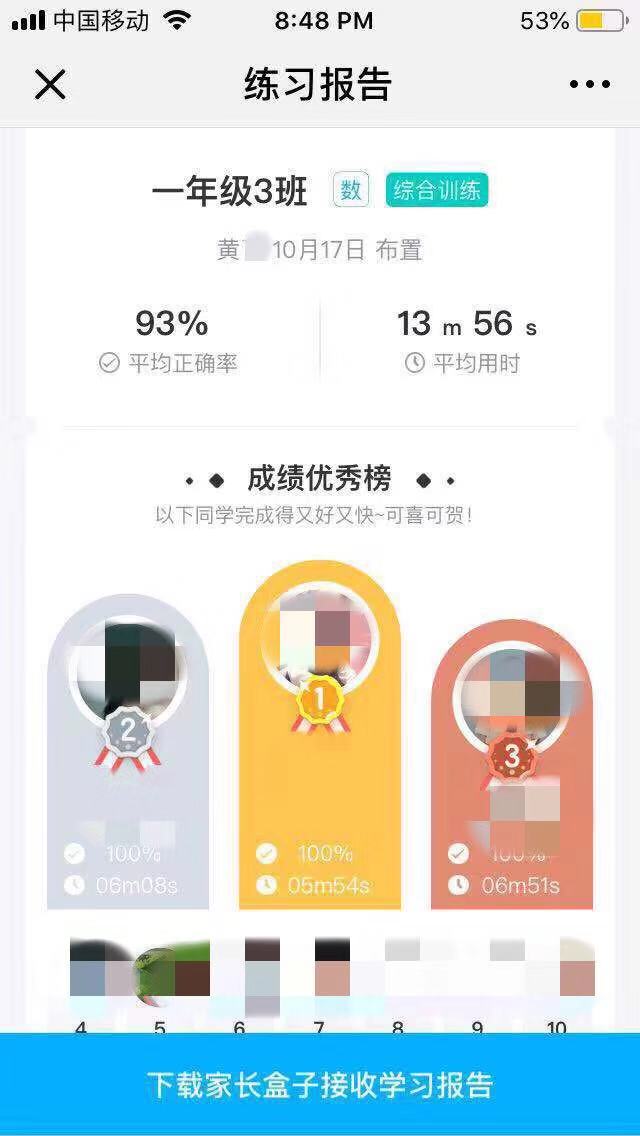 中国移动 8:48 PM 53%
练习报告
一年级3班 数 综合训练
黄 10月17日 布置
93% 13 m 56 s
平均正确率 平均用时
成绩优秀榜
以下同学完成得又好又快~可喜可贺!
1
2
3
100% 100% 100%
06m08s 05m54s 06m51s
4 5 6 7 8 9 10
下载家长盒子接收学习报告